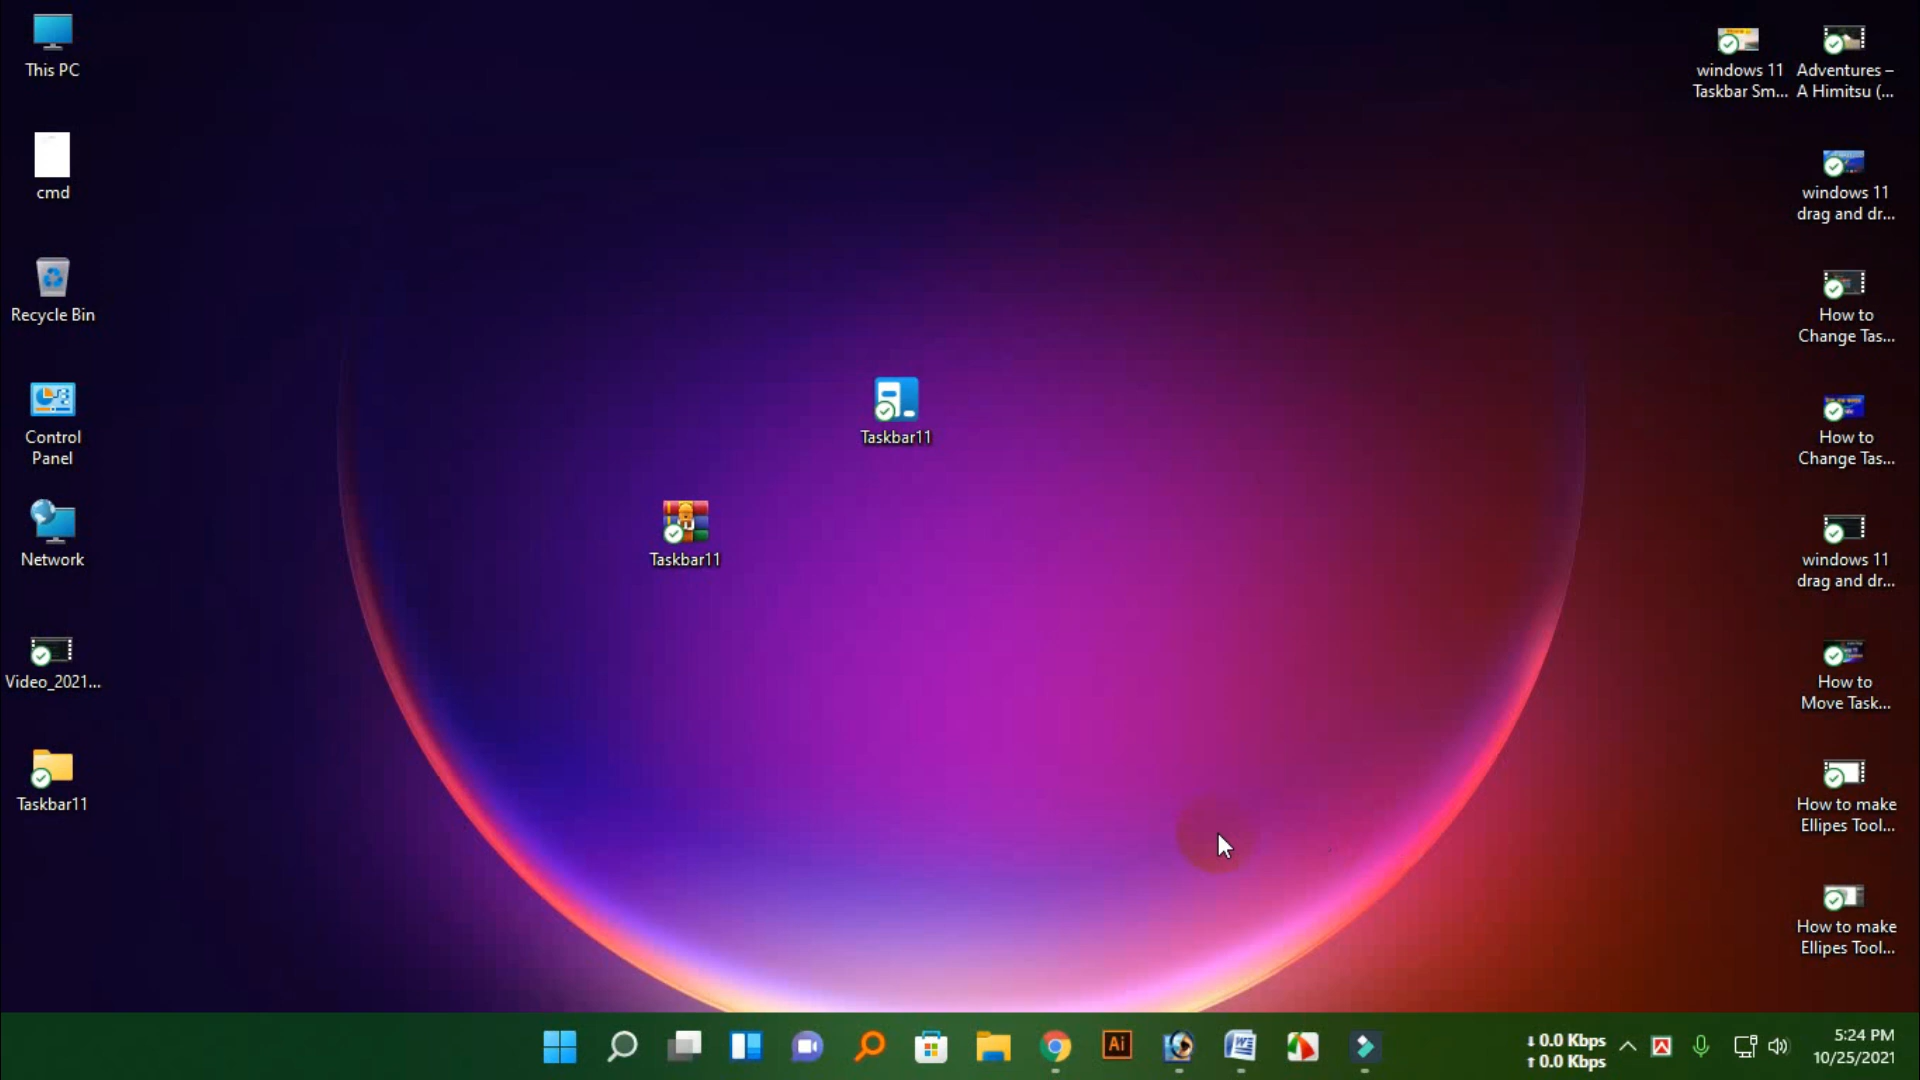 This PC
cmd
Recycle Bin
Control
Panel
Network
Video_2021...
Taskbar11
Taskbar11
Taskbar11
windows 11
Taskbar Sm...
Adventures –
A Himitsu (...
windows 11
drag and dr...
How to
Change Tas...
How to
Change Tas...
windows 11
drag and dr...
How to
Move Task...
How to make
Ellipes Tool...
How to make
Ellipes Tool...
Ai
W
↓ 0.0 Kbps
↑ 0.0 Kbps
5:24 PM
10/25/2021